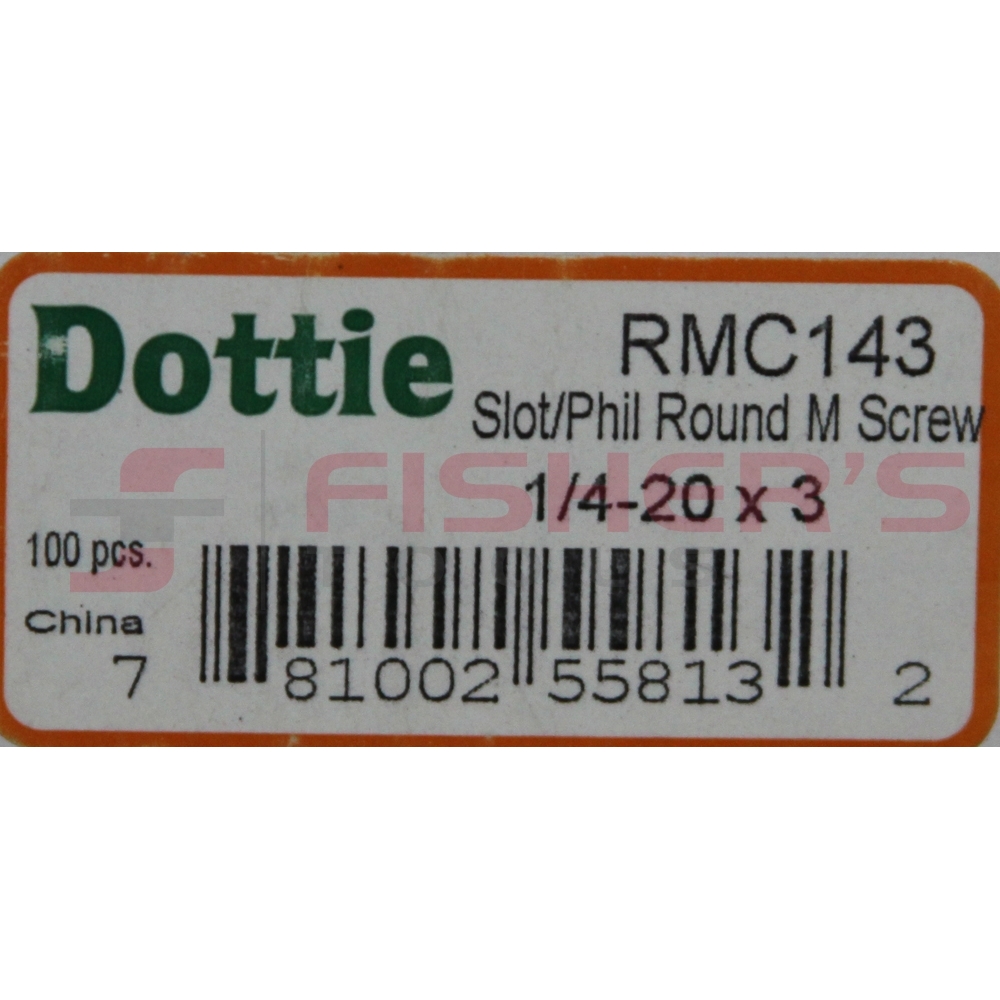 Dottie
RMC143
Slot/Phil Round M Screw
1/4-20 x 3
FISHER'S
100 pcs.
China
7 81002 55813 2